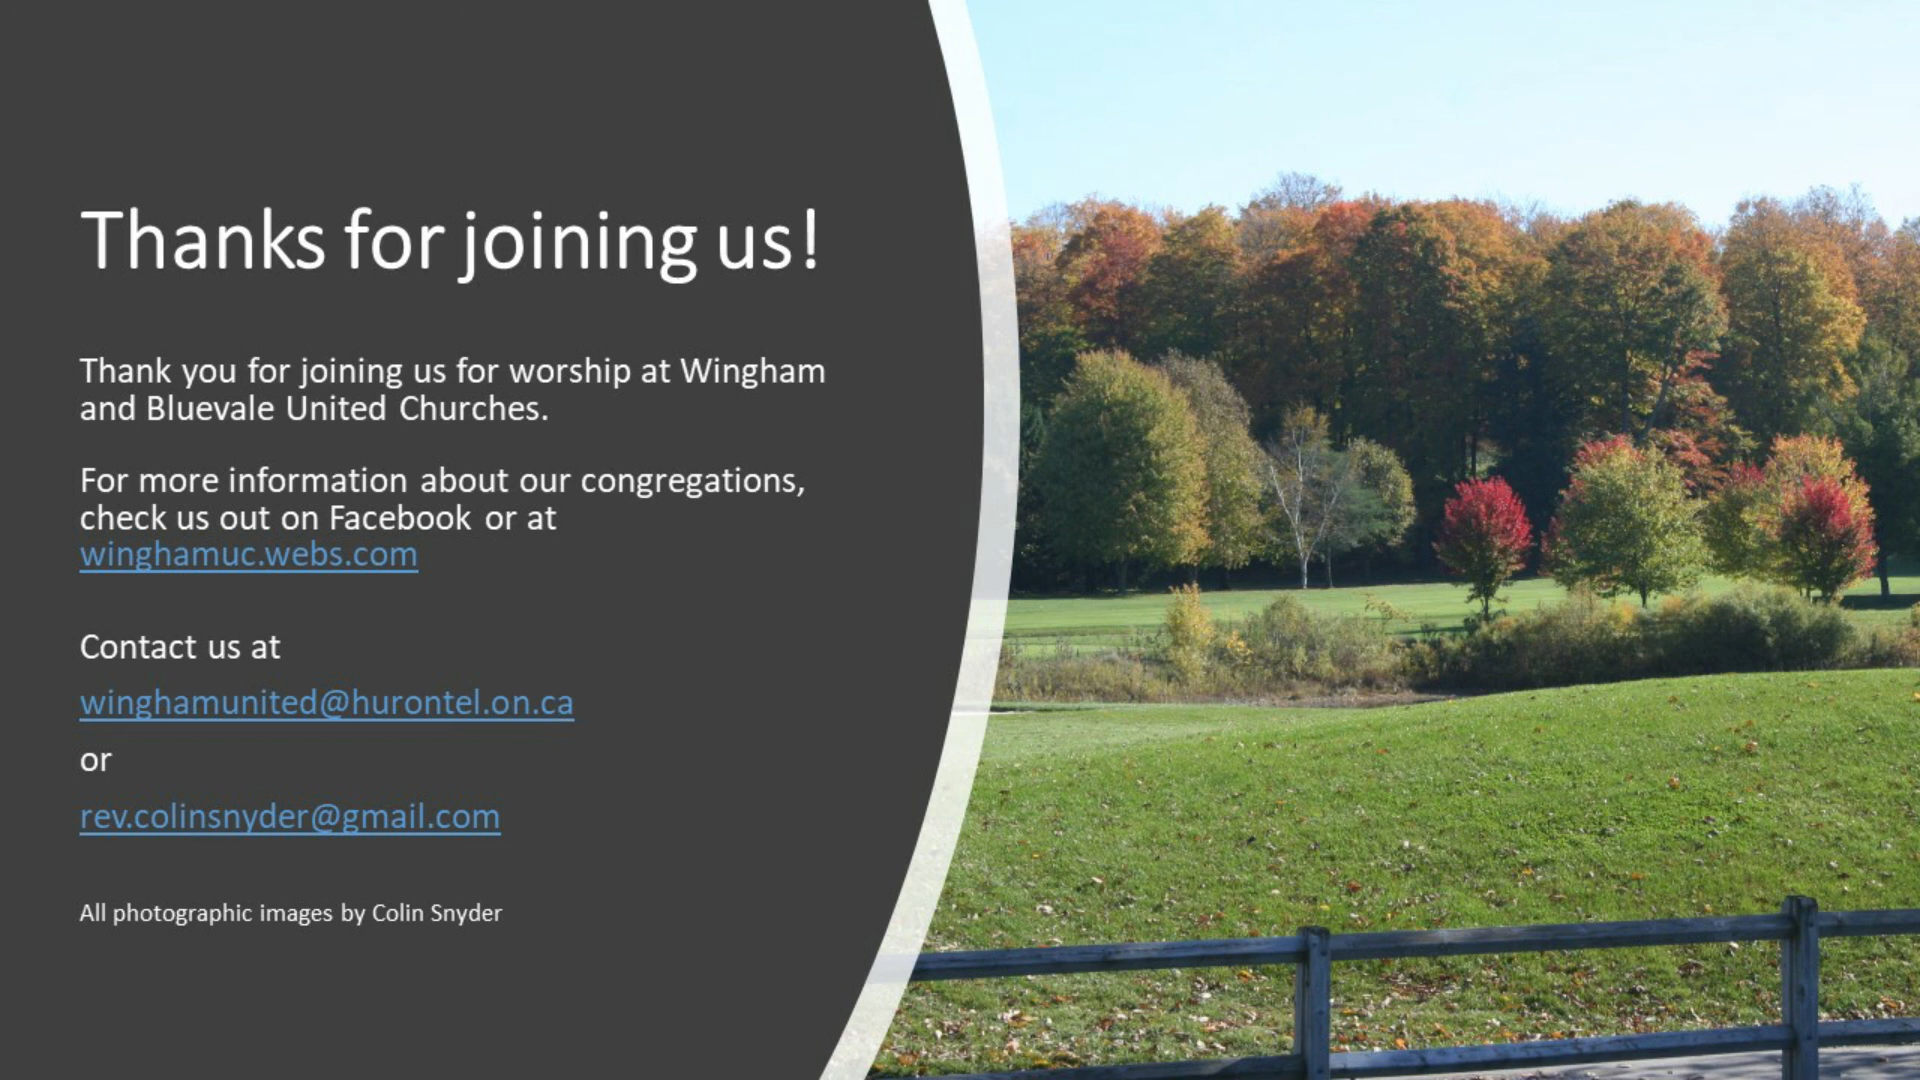 Thanks for joining us!
Thank you for joining us for worship at Wingham
and Bluevale United Churches.
For more information about our congregations,
check us out on Facebook or at
winghamuc.webs.com
Contact us at
winghamunited@hurontel.on.ca
or
rev.colinsnyder@gmail.com
All photographic images by Colin Snyder